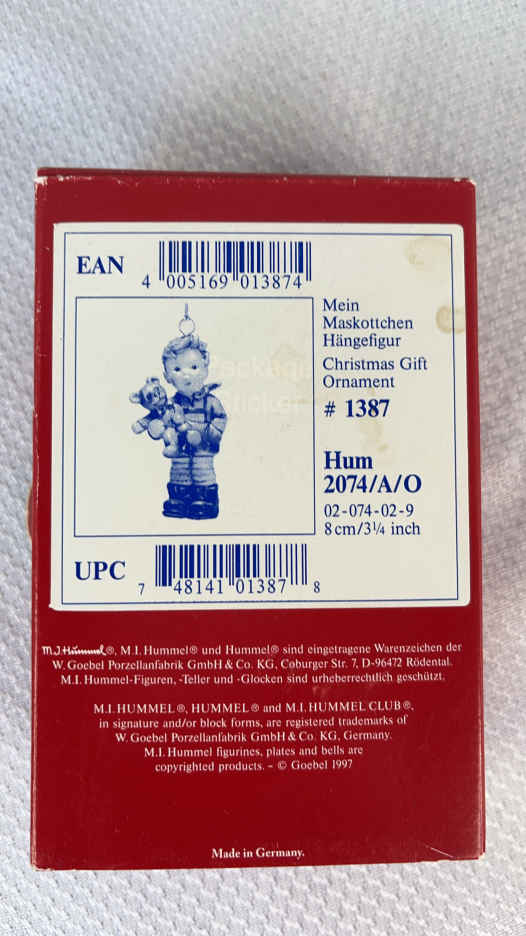 EAN
4 005169 013874
Mein
Maskottchen
Hängefigur
Christmas Gift
Ornament
# 1387
Package
Sticker
Hum
2074/A/O
02-074-02-9
8 cm/3 1/4 inch
UPC
7 48141 01387 8
M.J.Hummel®, M.I. Hummel® und Hummel® sind eingetragene Warenzeichen der
W. Goebel Porzellanfabrik GmbH & Co. KG, Coburger Str. 7, D-96472 Rödental.
M.I. Hummel-Figuren, -Teller und -Glocken sind urheberrechtlich geschützt.
M.I. HUMMEL®, HUMMEL® and M.I. HUMMEL CLUB®,
in signature and/or block forms, are registered trademarks of
W. Goebel Porzellanfabrik GmbH & Co. KG, Germany.
M.I. Hummel figurines, plates and bells are
copyrighted products. – © Goebel 1997
Made in Germany.